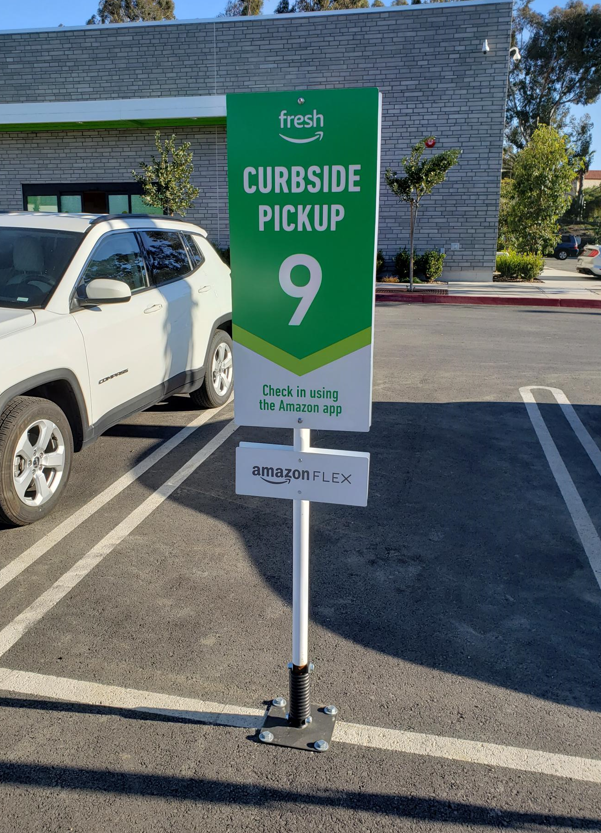 fresh
CURBSIDE
PICKUP
9
Check in using
the Amazon app
amazon FLEX
COMPASS